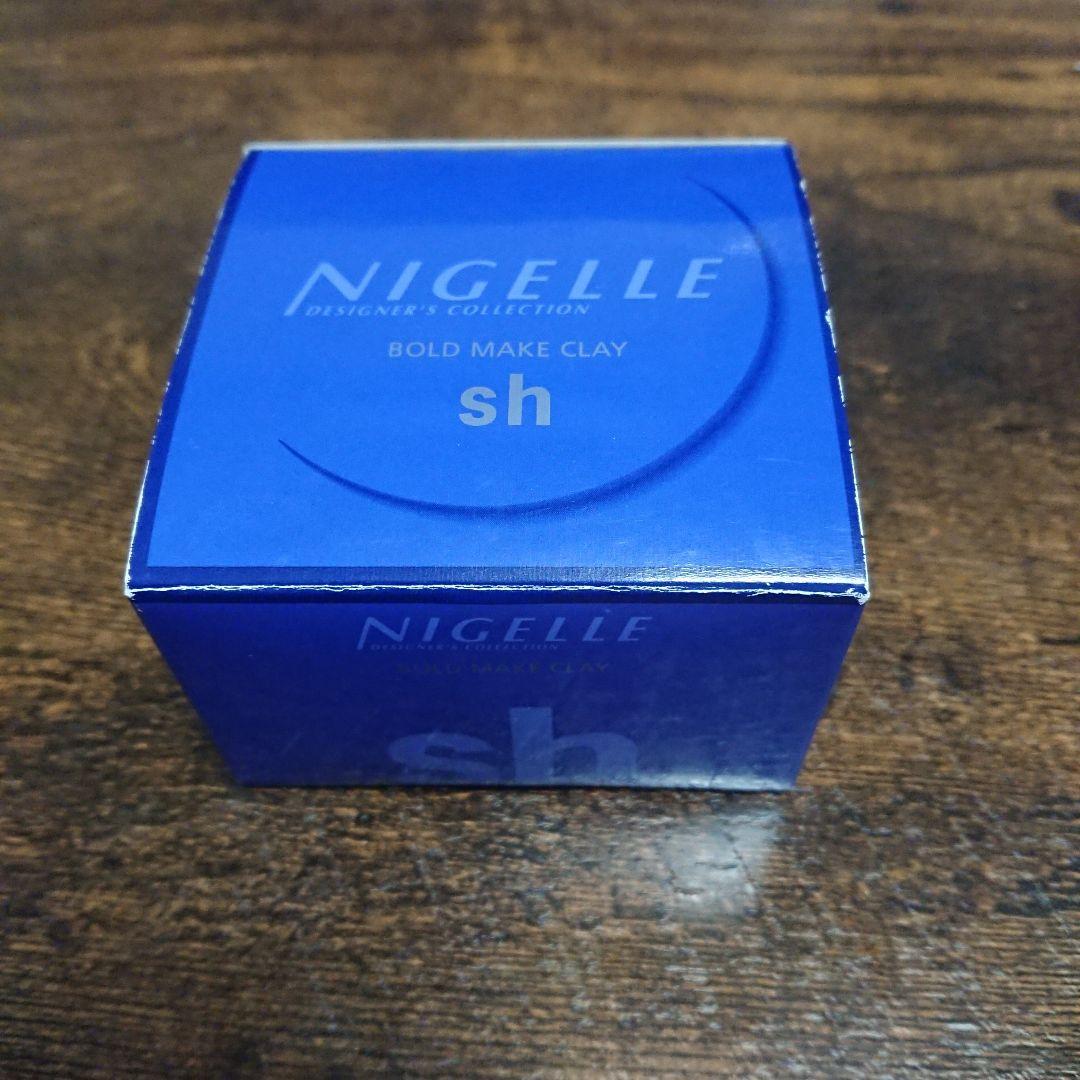 NIGELLE
DESIGNER'S COLLECTION
BOLD MAKE CLAY
sh
NIGELLE
DESIGNER'S COLLECTION
BOLD MAKE CLAY
sh